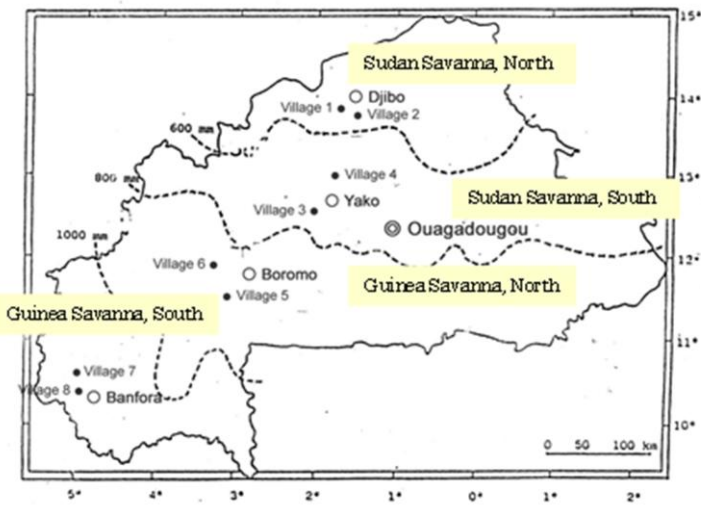 15°
Sudan Savanna, North
Djibo
14°
Village 1
Village 2
600 mm
800 mm
Village 4
13°
Sudan Savanna, South
Yako
Village 3
Ouagadougou
1000 mm
12°
Village 6
Boromo
Guinea Savanna, North
Village 5
Guinea Savanna, South
11°
Village 7
Village 8
Banfora
10°
0 50 100 km
5° 4° 3° 2° 1° 0° 1° 2°